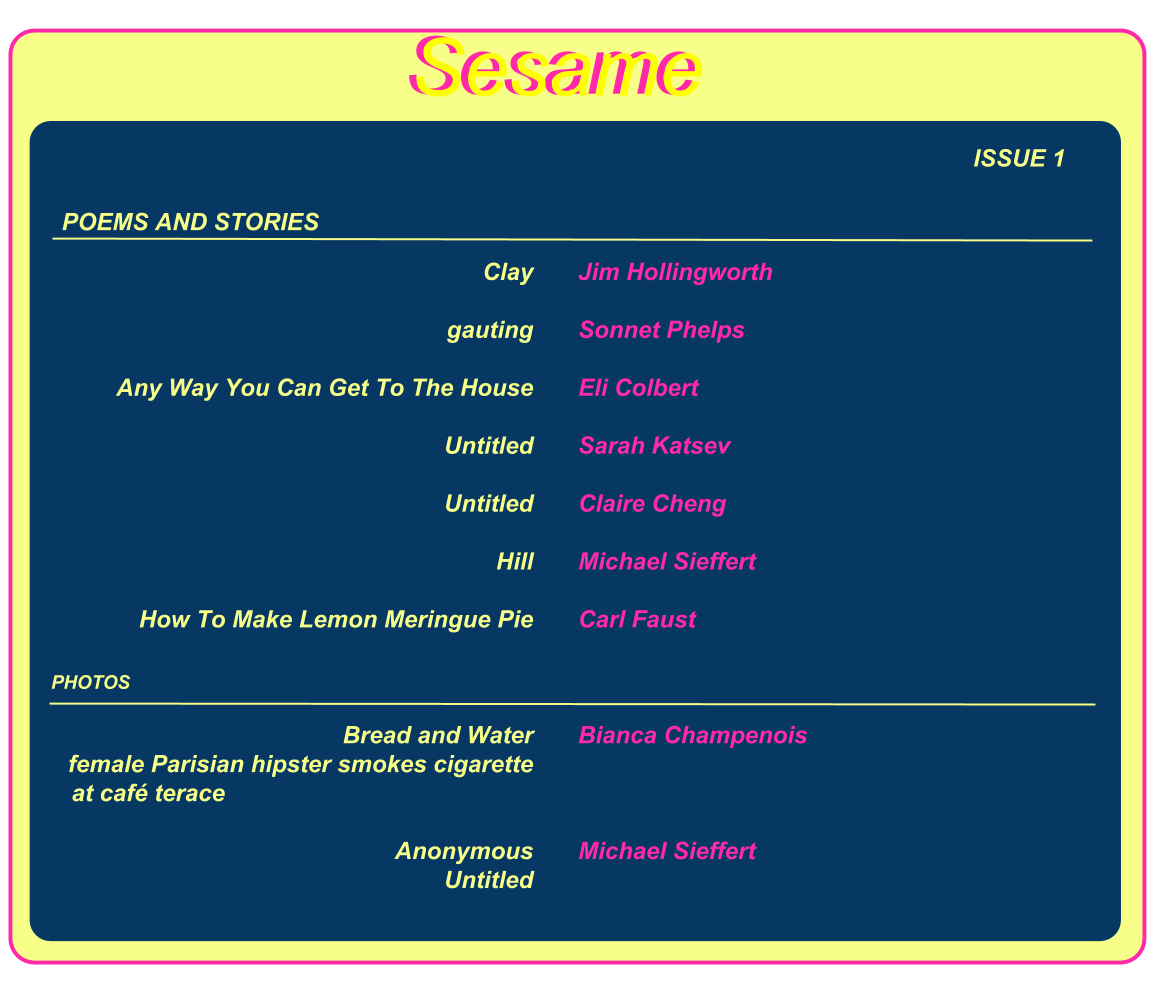 Sesame
ISSUE 1
POEMS AND STORIES
Clay Jim Hollingworth
gauting Sonnet Phelps
Any Way You Can Get To The House Eli Colbert
Untitled Sarah Katsev
Untitled Claire Cheng
Hill Michael Sieffert
How To Make Lemon Meringue Pie Carl Faust
PHOTOS
Bread and Water Bianca Champenois
female Parisian hipster smokes cigarette
at café terace
Anonymous Michael Sieffert
Untitled